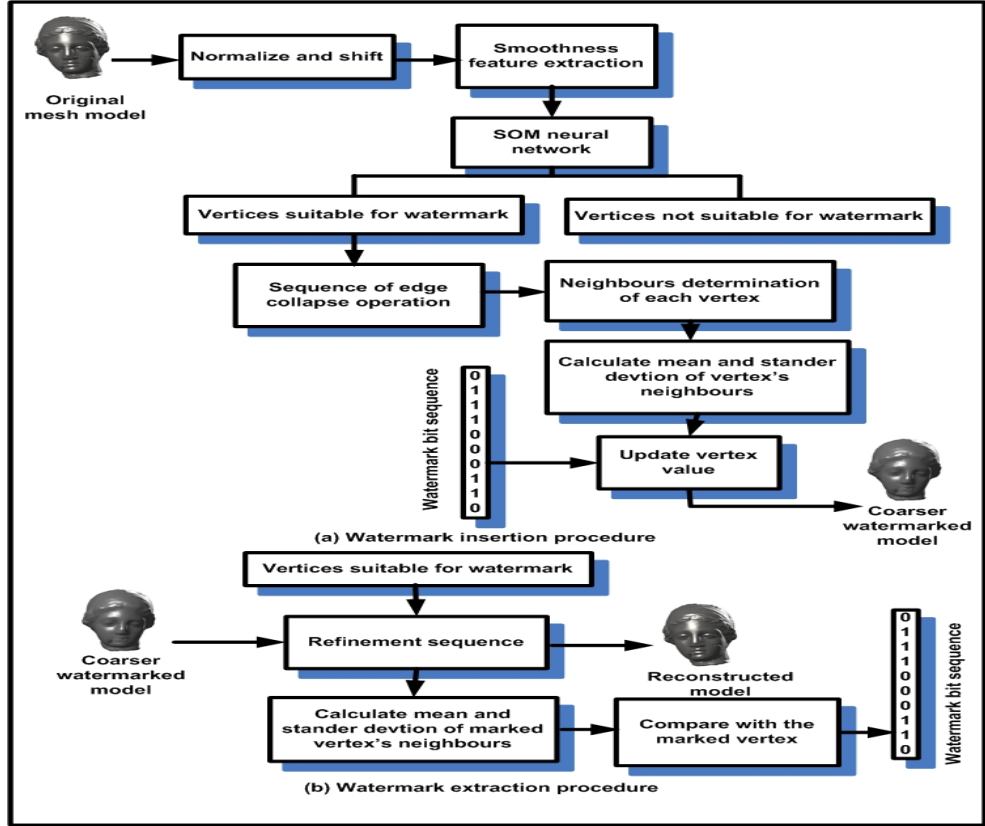 Original
mesh model
Normalize and shift
Smoothness
feature extraction
SOM neural
network
Vertices suitable for watermark
Vertices not suitable for watermark
Sequence of edge
collapse operation
Neighbours determination
of each vertex
Calculate mean and stander
devtion of vertex's
neighbours
Watermark bit sequence
0
1
1
1
0
0
0
1
1
0
Update vertex
value
Coarser
watermarked
model
(a) Watermark insertion procedure
Vertices suitable for watermark
Coarser
watermarked
model
Refinement sequence
Reconstructed
model
Calculate mean and
stander devtion of marked
vertex's neighbours
Compare with the
marked vertex
0
1
1
1
0
0
0
1
1
0
Watermark bit sequence
(b) Watermark extraction procedure